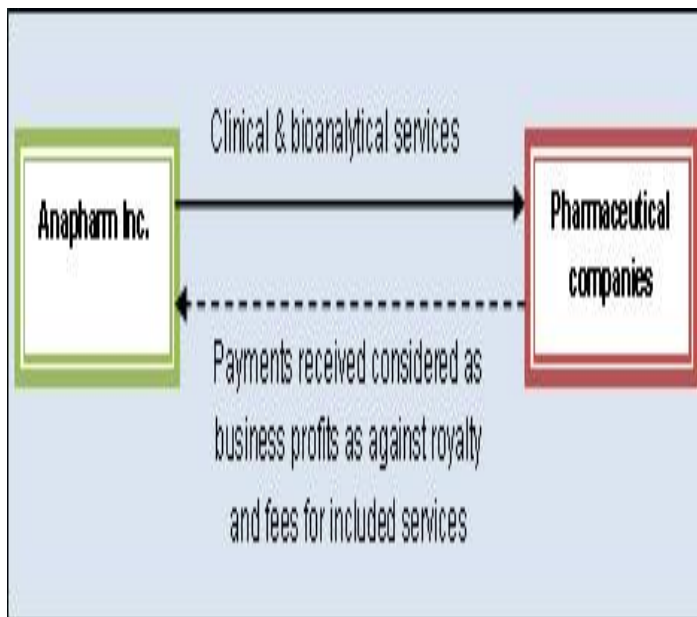 Clinical & bioanalytical services
Anapharm Inc.
Pharmaceutical
companies
Payments received considered as
business profits as against royalty
and fees for included services